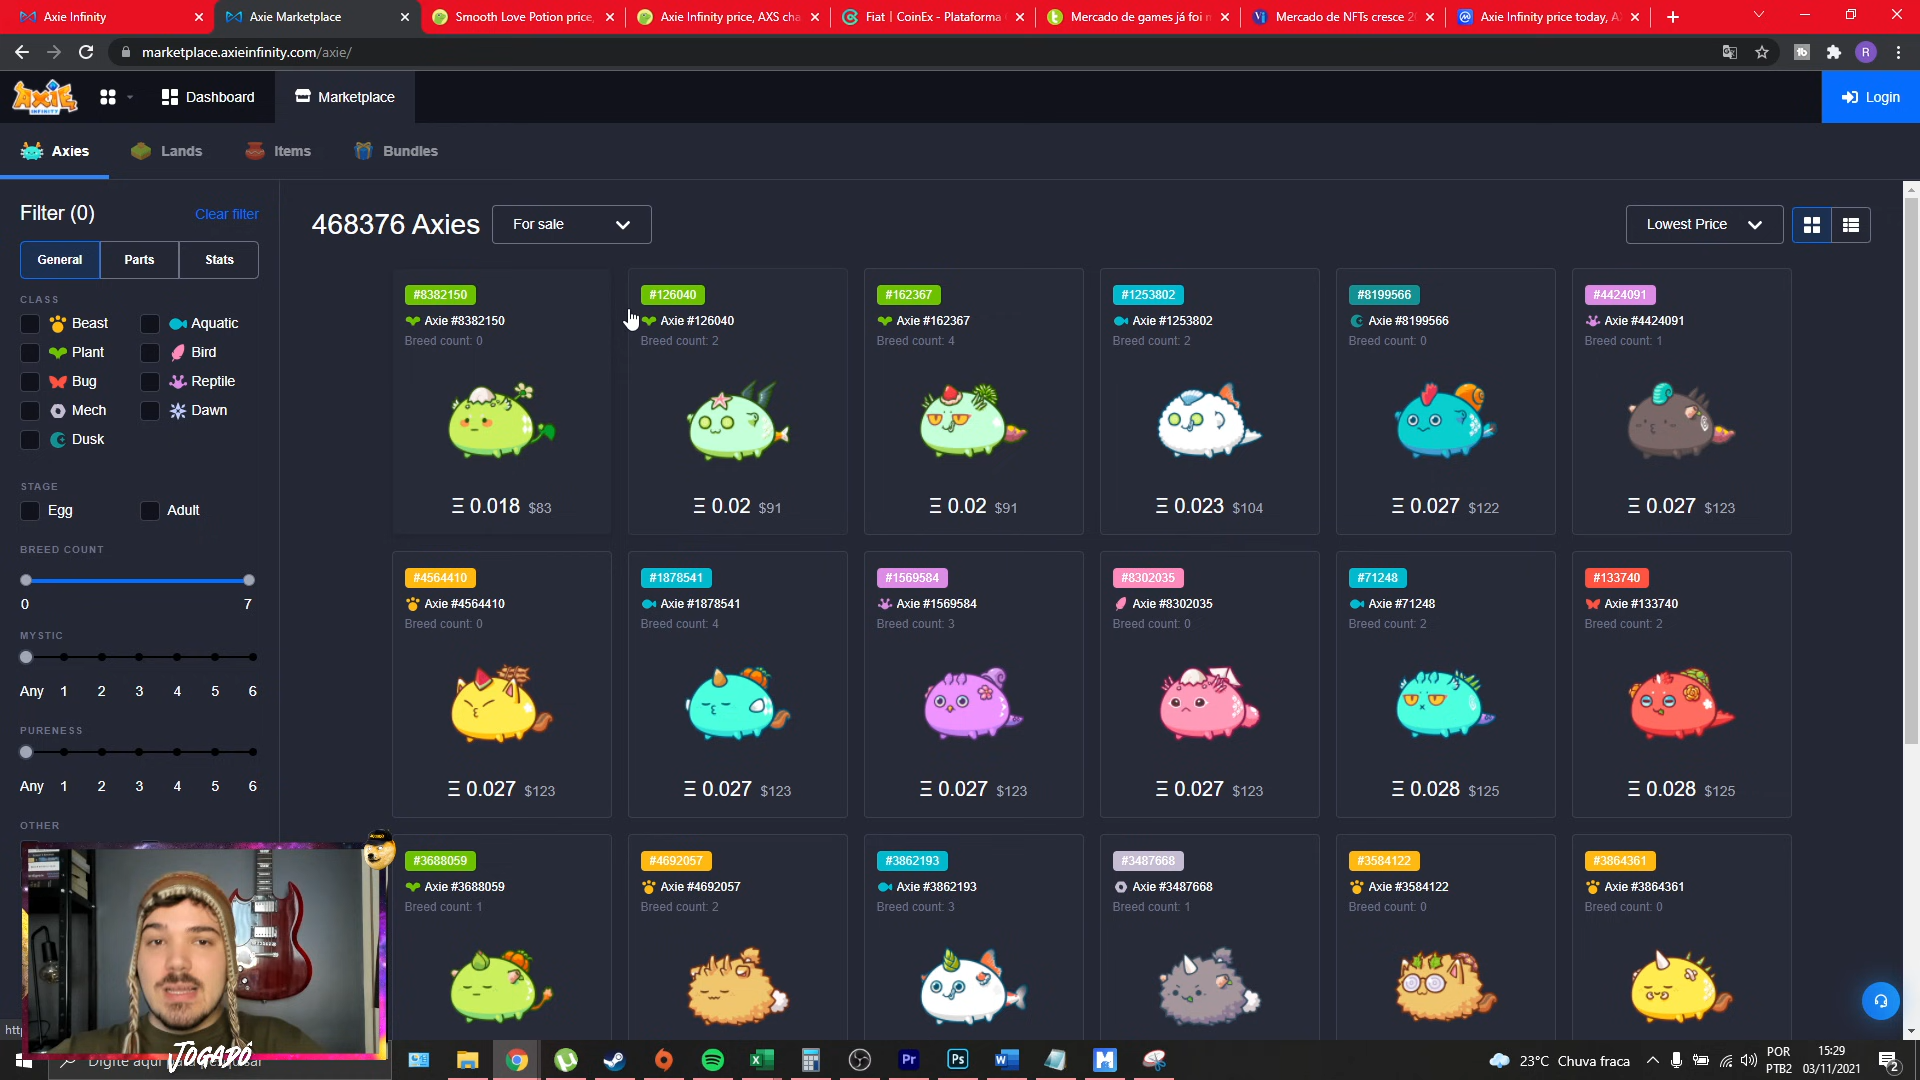 Axie Infinity
Axie Marketplace
Smooth Love Potion price,
Axie Infinity price, AXS cha
Fiat | CoinEx - Plataforma
Mercado de games já foi
Mercado de NFTs cresce 2
Axie Infinity price today, A
marketplace.axieinfinity.com/axie/
R
AXIE INFINITY
Dashboard
Marketplace
Login
Axies
Lands
Items
Bundles
Filter (0)
Clear filter
General
Parts
Stats
CLASS
Beast
Aquatic
Plant
Bird
Bug
Reptile
Mech
Dawn
Dusk
STAGE
Egg
Adult
BREED COUNT
0
7
MYSTIC
Any 1 2 3 4 5 6
PURENESS
Any 1 2 3 4 5 6
OTHER
468376 Axies
For sale
Lowest Price
#8382150
Axie #8382150
Breed count: 0
Ξ 0.018 $83
#126040
Axie #126040
Breed count: 2
Ξ 0.02 $91
#162367
Axie #162367
Breed count: 4
Ξ 0.02 $91
#1253802
Axie #1253802
Breed count: 2
Ξ 0.023 $104
#8199566
Axie #8199566
Breed count: 0
Ξ 0.027 $122
#4424091
Axie #4424091
Breed count: 1
Ξ 0.027 $123
#4564410
Axie #4564410
Breed count: 0
Ξ 0.027 $123
#1878541
Axie #1878541
Breed count: 4
Ξ 0.027 $123
#1569584
Axie #1569584
Breed count: 3
Ξ 0.027 $123
#8302035
Axie #8302035
Breed count: 0
Ξ 0.027 $123
#71248
Axie #71248
Breed count: 2
Ξ 0.028 $125
#133740
Axie #133740
Breed count: 2
Ξ 0.028 $125
#3688059
Axie #3688059
Breed count: 1
#4692057
Axie #4692057
Breed count: 2
#3862193
Axie #3862193
Breed count: 3
#3487668
Axie #3487668
Breed count: 1
#3584122
Axie #3584122
Breed count: 0
#3864361
Axie #3864361
Breed count: 0
htt
JOGADÓ
Digite aqui para pesquisar
Pr
Ps
23°C Chuva fraca
POR
PTB2
15:29
03/11/2021
2